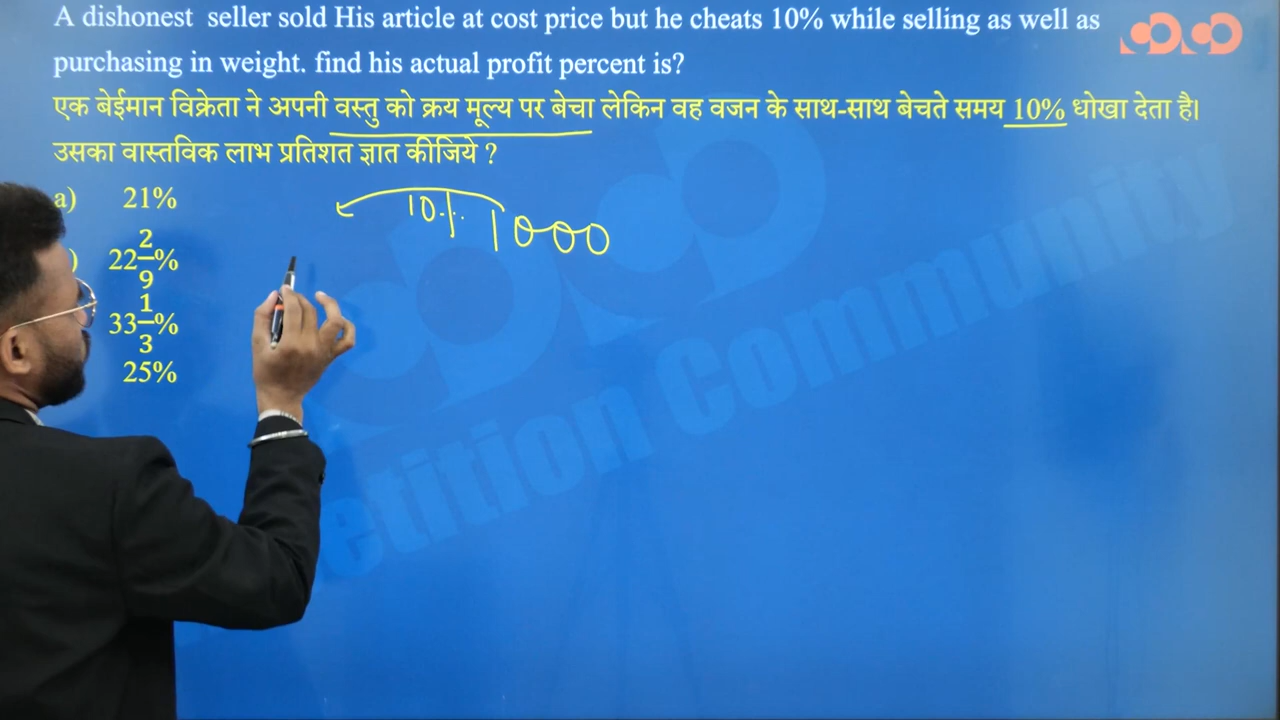 A dishonest seller sold His article at cost price but he cheats 10% while selling as well as
purchasing in weight. find his actual profit percent is?
एक बेईमान विक्रेता ने अपनी वस्तु को क्रय मूल्य पर बेचा लेकिन वह वजन के साथ-साथ बेचते समय 10% धोखा देता है।
उसका वास्तविक लाभ प्रतिशत ज्ञात कीजिये ?
a) 21%
) 22 2/9 %
33 1/3 %
25%
10% 1000
etition Community